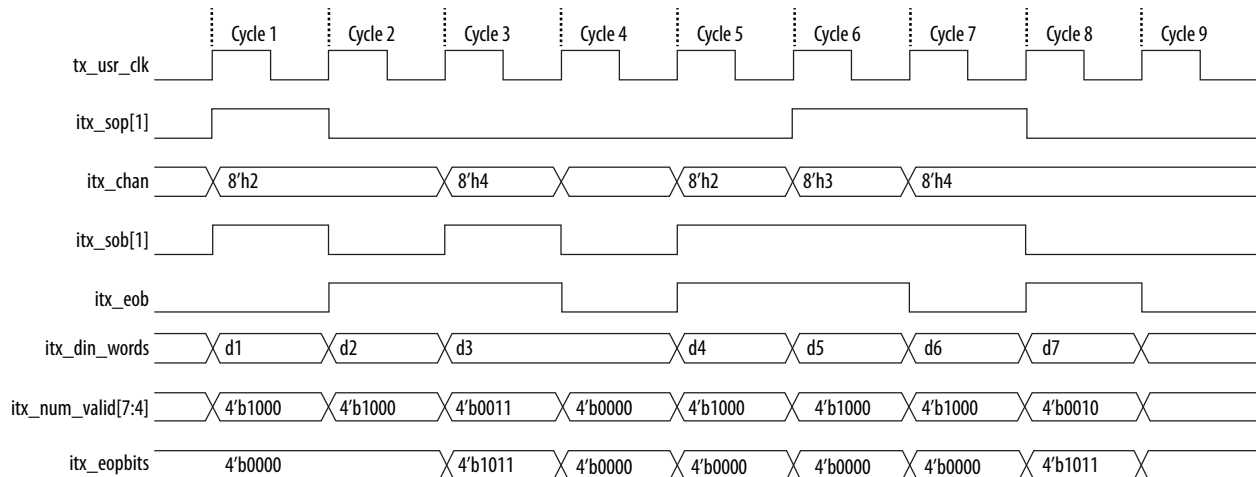 Cycle 1 Cycle 2 Cycle 3 Cycle 4 Cycle 5 Cycle 6 Cycle 7 Cycle 8 Cycle 9
tx_usr_clk
itx_sop[1]
itx_chan 8'h2 8'h4 8'h2 8'h3 8'h4
itx_sob[1]
itx_eob
itx_din_words d1 d2 d3 d4 d5 d6 d7
itx_num_valid[7:4] 4'b1000 4'b1000 4'b0011 4'b0000 4'b1000 4'b1000 4'b1000 4'b0010
itx_eopbits 4'b0000 4'b1011 4'b0000 4'b0000 4'b0000 4'b0000 4'b1011